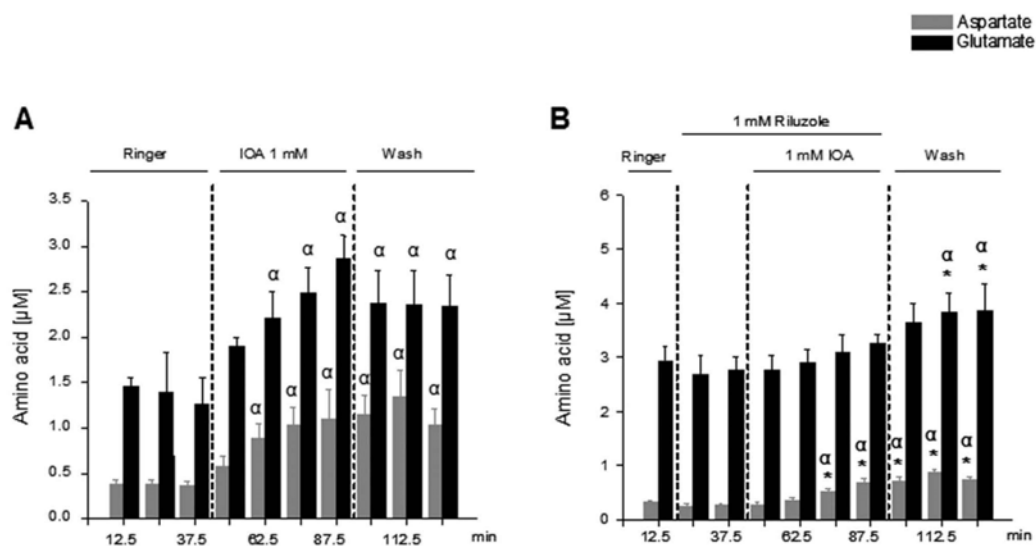 Aspartate
Glutamate
A
Ringer
IOA 1 mM
Wash
Amino acid [µM]
3.5
3.0
2.5
2.0
1.5
1.0
0.5
0.0
α
α
α
α
α
α
α
α
α
α
α
α
α
12.5
37.5
62.5
87.5
112.5
min
B
1 mM Riluzole
Ringer
1 mM IOA
Wash
Amino acid [µM]
6
5
4
3
2
1
0
α
*
α
*
α
*
α
*
α
*
α
*
α
*
12.5
37.5
62.5
87.5
112.5
min